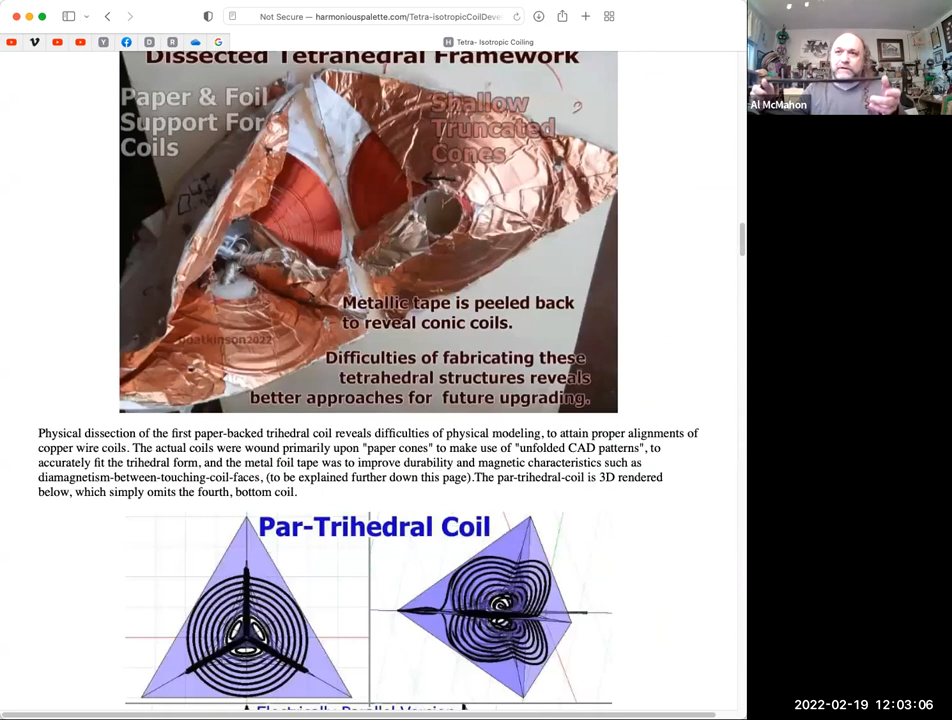 Not Secure — harmoniouspalette.com/Tetra-isotropicCoilDevel
Tetra- Isotropic Coiling
Dissected Tetrahedral Framework
Paper & Foil
Support For
Coils
Shallow
Truncated
Cones
Metallic tape is peeled back
to reveal conic coils.
Difficulties of fabricating these
tetrahedral structures reveals
better approaches for future upgrading.
Physical dissection of the first paper-backed trihedral coil reveals difficulties of physical modeling, to attain proper alignments of
copper wire coils. The actual coils were wound primarily upon "paper cones" to make use of "unfolded CAD patterns", to
accurately fit the trihedral form, and the metal foil tape was to improve durability and magnetic characteristics such as
diamagnetism-between-touching-coil-faces, (to be explained further down this page).The par-trihedral-coil is 3D rendered
below, which simply omits the fourth, bottom coil.
Par-Trihedral Coil
Electrically Parallel Version
Al McMahon
2022-02-19 12:03:06